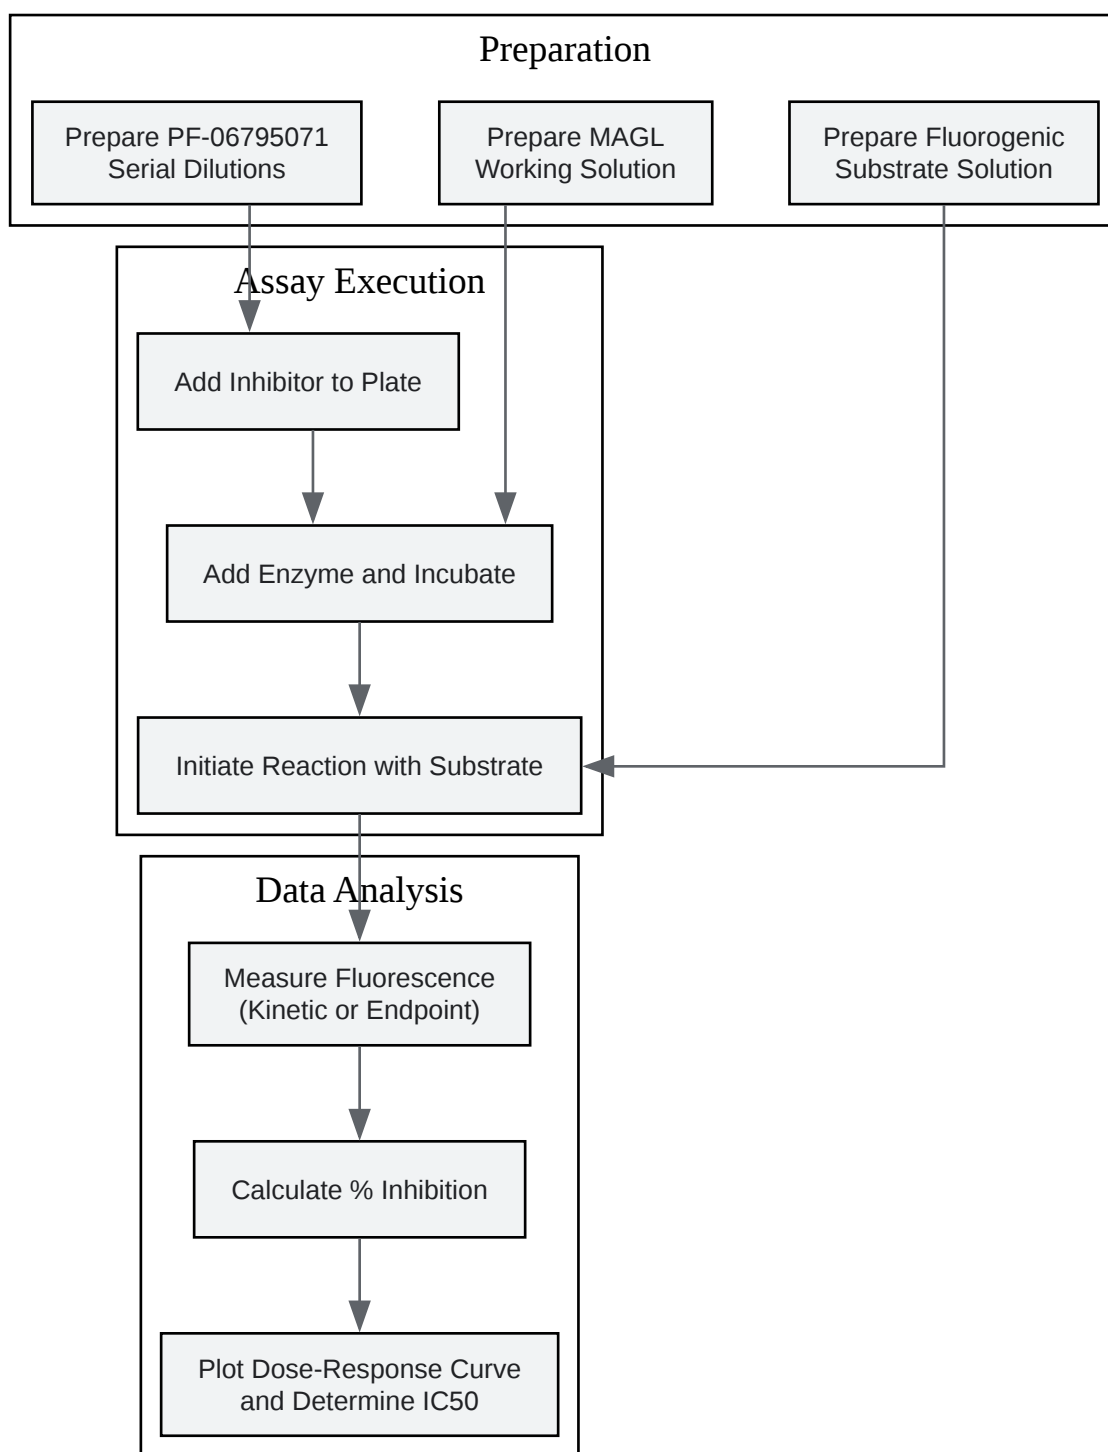 Preparation
Prepare PF-06795071
Serial Dilutions
Prepare MAGL
Working Solution
Prepare Fluorogenic
Substrate Solution
Assay Execution
Add Inhibitor to Plate
Add Enzyme and Incubate
Initiate Reaction with Substrate
Data Analysis
Measure Fluorescence
(Kinetic or Endpoint)
Calculate % Inhibition
Plot Dose-Response Curve
and Determine IC50